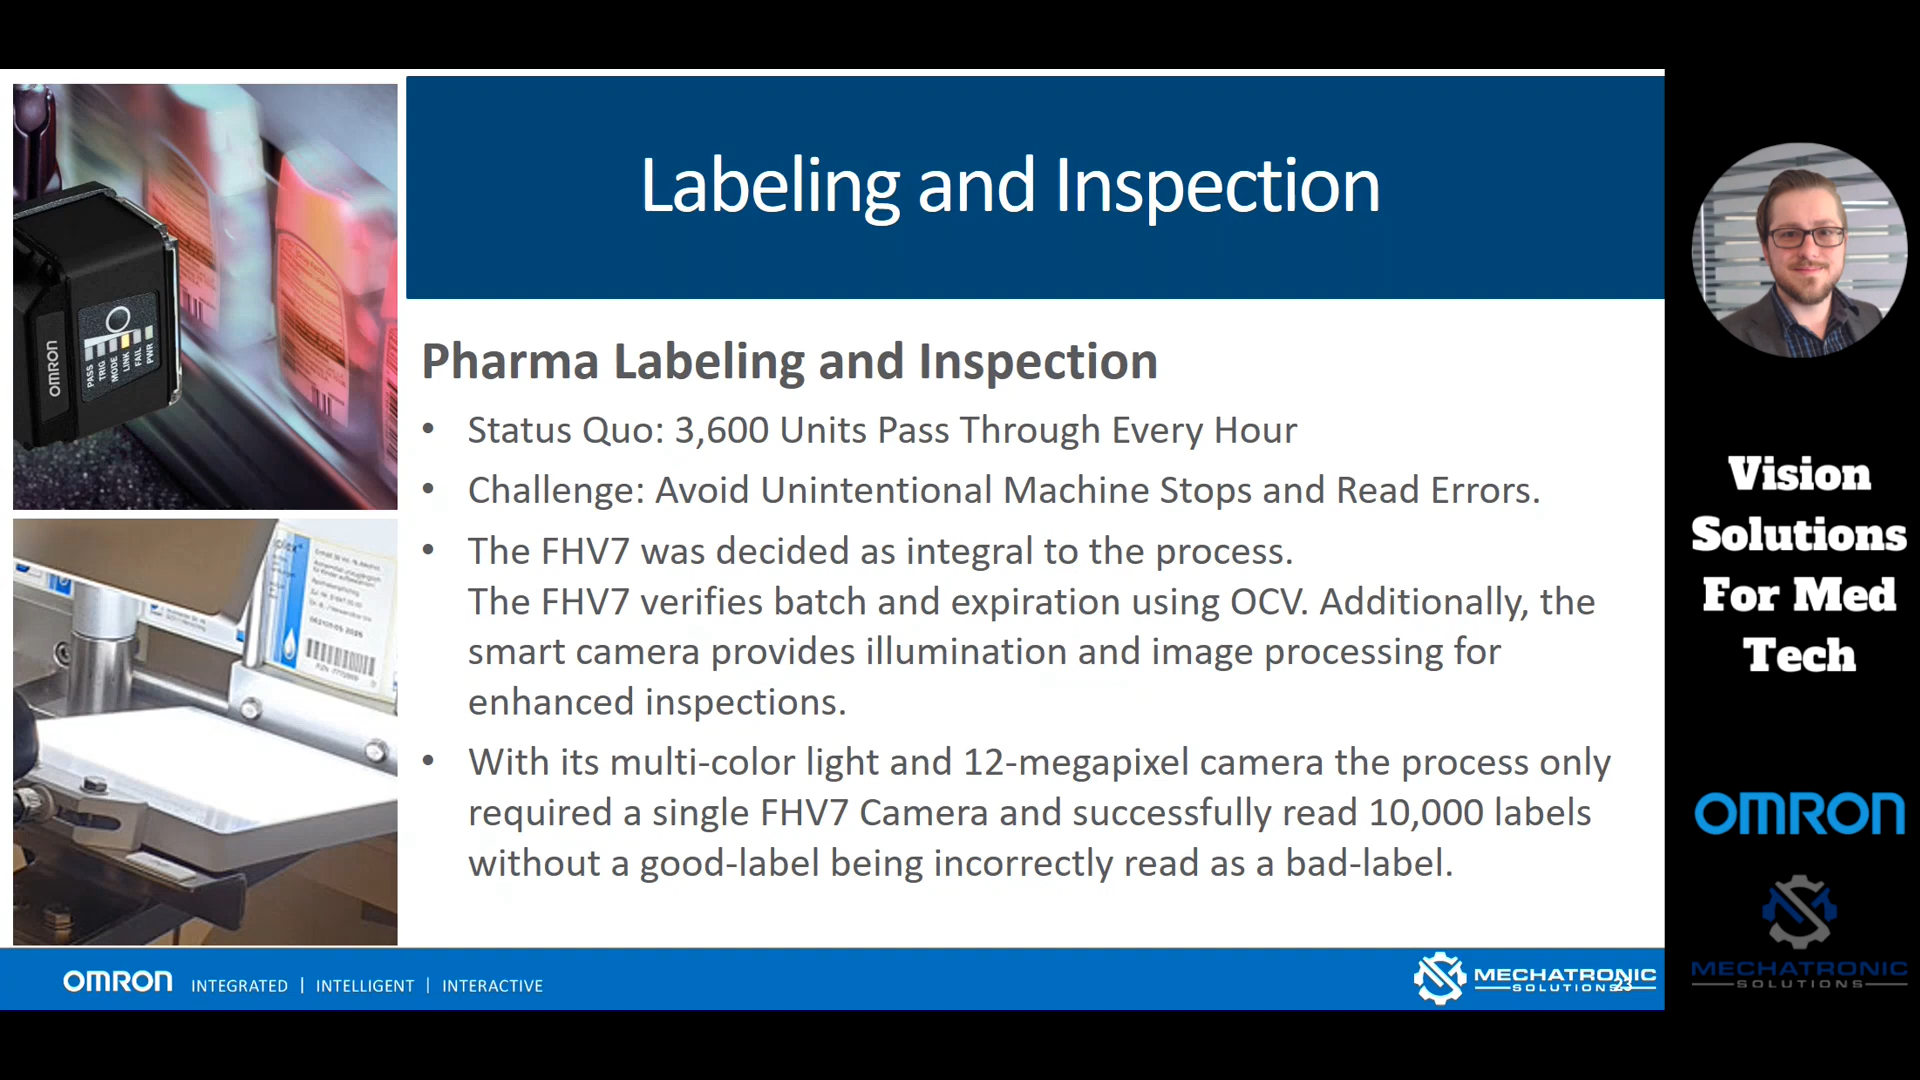 Labeling and Inspection
OMRON
PASS
TRIG
MODE
LINK
FAIL
PWR
Pharma Labeling and Inspection
• Status Quo: 3,600 Units Pass Through Every Hour
• Challenge: Avoid Unintentional Machine Stops and Read Errors.
• The FHV7 was decided as integral to the process.
The FHV7 verifies batch and expiration using OCV. Additionally, the
smart camera provides illumination and image processing for
enhanced inspections.
• With its multi-color light and 12-megapixel camera the process only
required a single FHV7 Camera and successfully read 10,000 labels
without a good-label being incorrectly read as a bad-label.
OMRON INTEGRATED | INTELLIGENT | INTERACTIVE
MECHATRONIC
SOLUTIONS
23
Vision
Solutions
For Med
Tech
OMRON
MECHATRONIC
SOLUTIONS